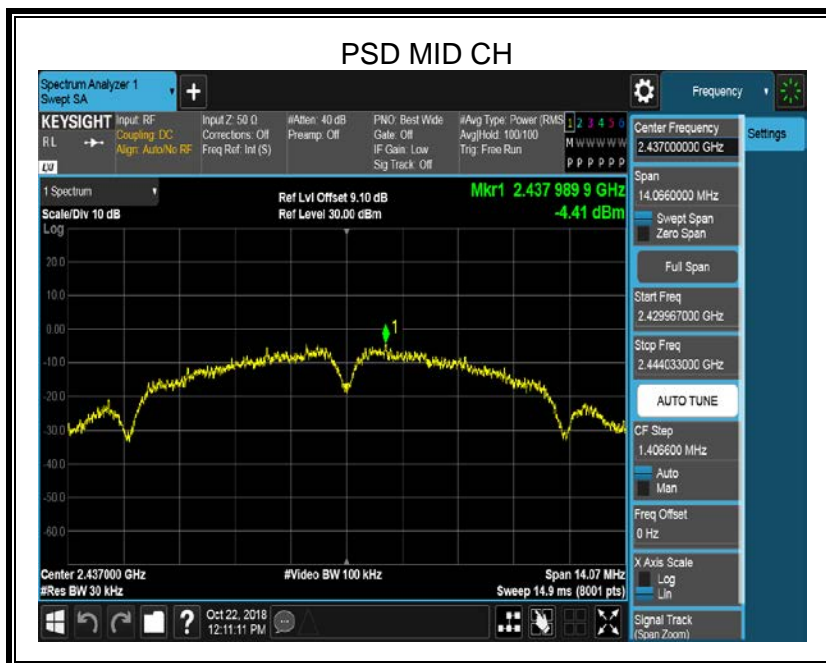 PSD MID CH
Spectrum Analyzer 1
Swept SA
+
Frequency
KEYSIGHT
RL
LXI
Input: RF
Coupling: DC
Align: Auto/No RF
Input Z: 50 Ω
Corrections: Off
Freq Ref: Int (S)
#Atten: 40 dB
Preamp: Off
PNO: Best Wide
Gate: Off
IF Gain: Low
Sig Track: Off
#Avg Type: Power (RMS
Avg|Hold: 100/100
Trig: Free Run
1 2 3 4 5 6
M W W W W W
P P P P P P
Center Frequency
2.437000000 GHz
Settings
1 Spectrum
Scale/Div 10 dB
Ref Lvl Offset 9.10 dB
Ref Level 30.00 dBm
Mkr1 2.437 989 9 GHz
-4.41 dBm
Log
20.0
10.0
0.00
-10.0
-20.0
-30.0
-40.0
-50.0
-60.0
1
Span
14.0660000 MHz
Swept Span
Zero Span
Full Span
Start Freq
2.429967000 GHz
Stop Freq
2.444033000 GHz
AUTO TUNE
CF Step
1.406600 MHz
Auto
Man
Freq Offset
0 Hz
X Axis Scale
Log
Lin
Signal Track
(Span Zoom)
Center 2.437000 GHz
#Res BW 30 kHz
#Video BW 100 kHz
Span 14.07 MHz
Sweep 14.9 ms (8001 pts)
?
Oct 22, 2018
12:11:11 PM